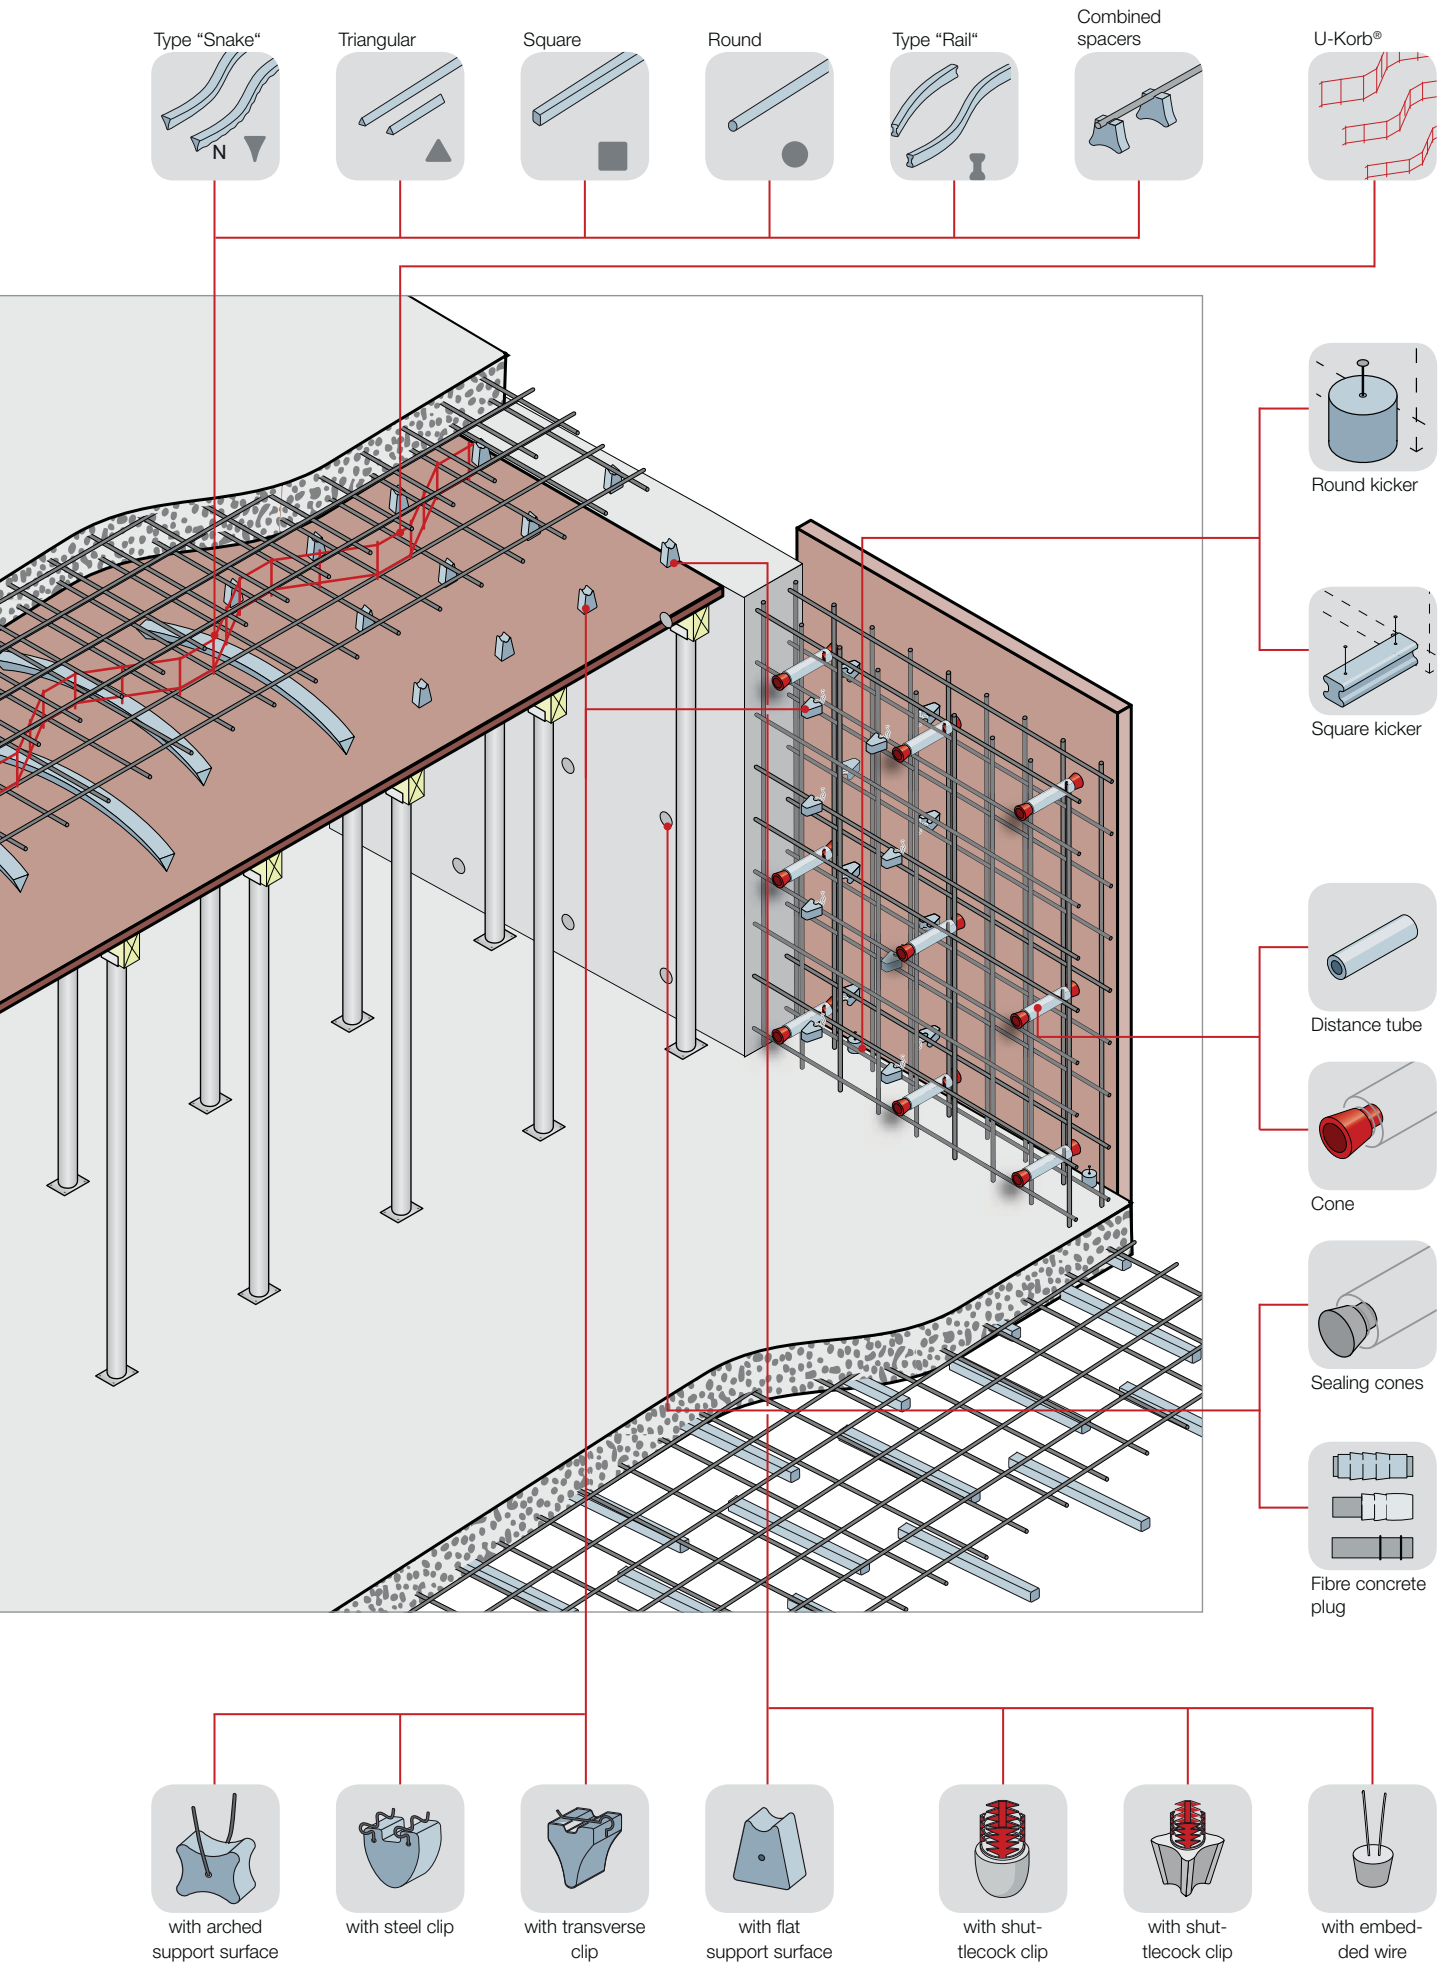 Combined
spacers
Type “Snake“
Triangular
Square
Round
Type “Rail“
U-Korb®
N
Round kicker
Square kicker
Distance tube
Cone
Sealing cones
Fibre concrete
plug
with arched
support surface
with steel clip
with transverse
clip
with flat
support surface
with shut-
tlecock clip
with shut-
tlecock clip
with embed-
ded wire